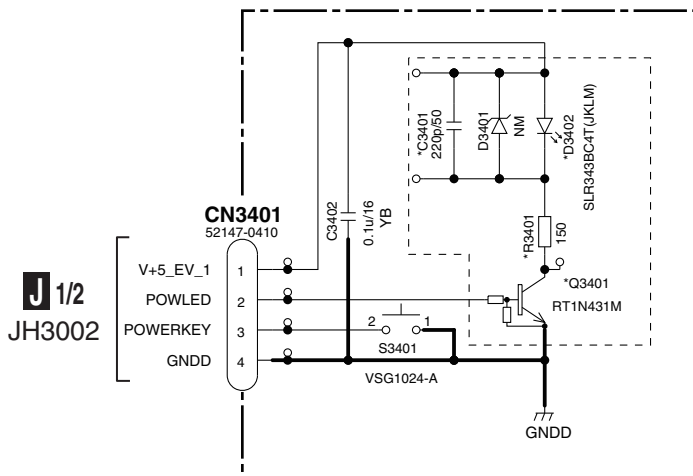 *C3401
220p/50
D3401
NM
*D3402
SLR343BC4T(JKLM)
CN3401
52147-0410
C3402
0.1u/16
YB
*R3401
150
J 1/2
JH3002
V+5_EV_1
1
POWLED
2
POWERKEY
3
GNDD
4
*Q3401
RT1N431M
2
1
S3401
VSG1024-A
GNDD